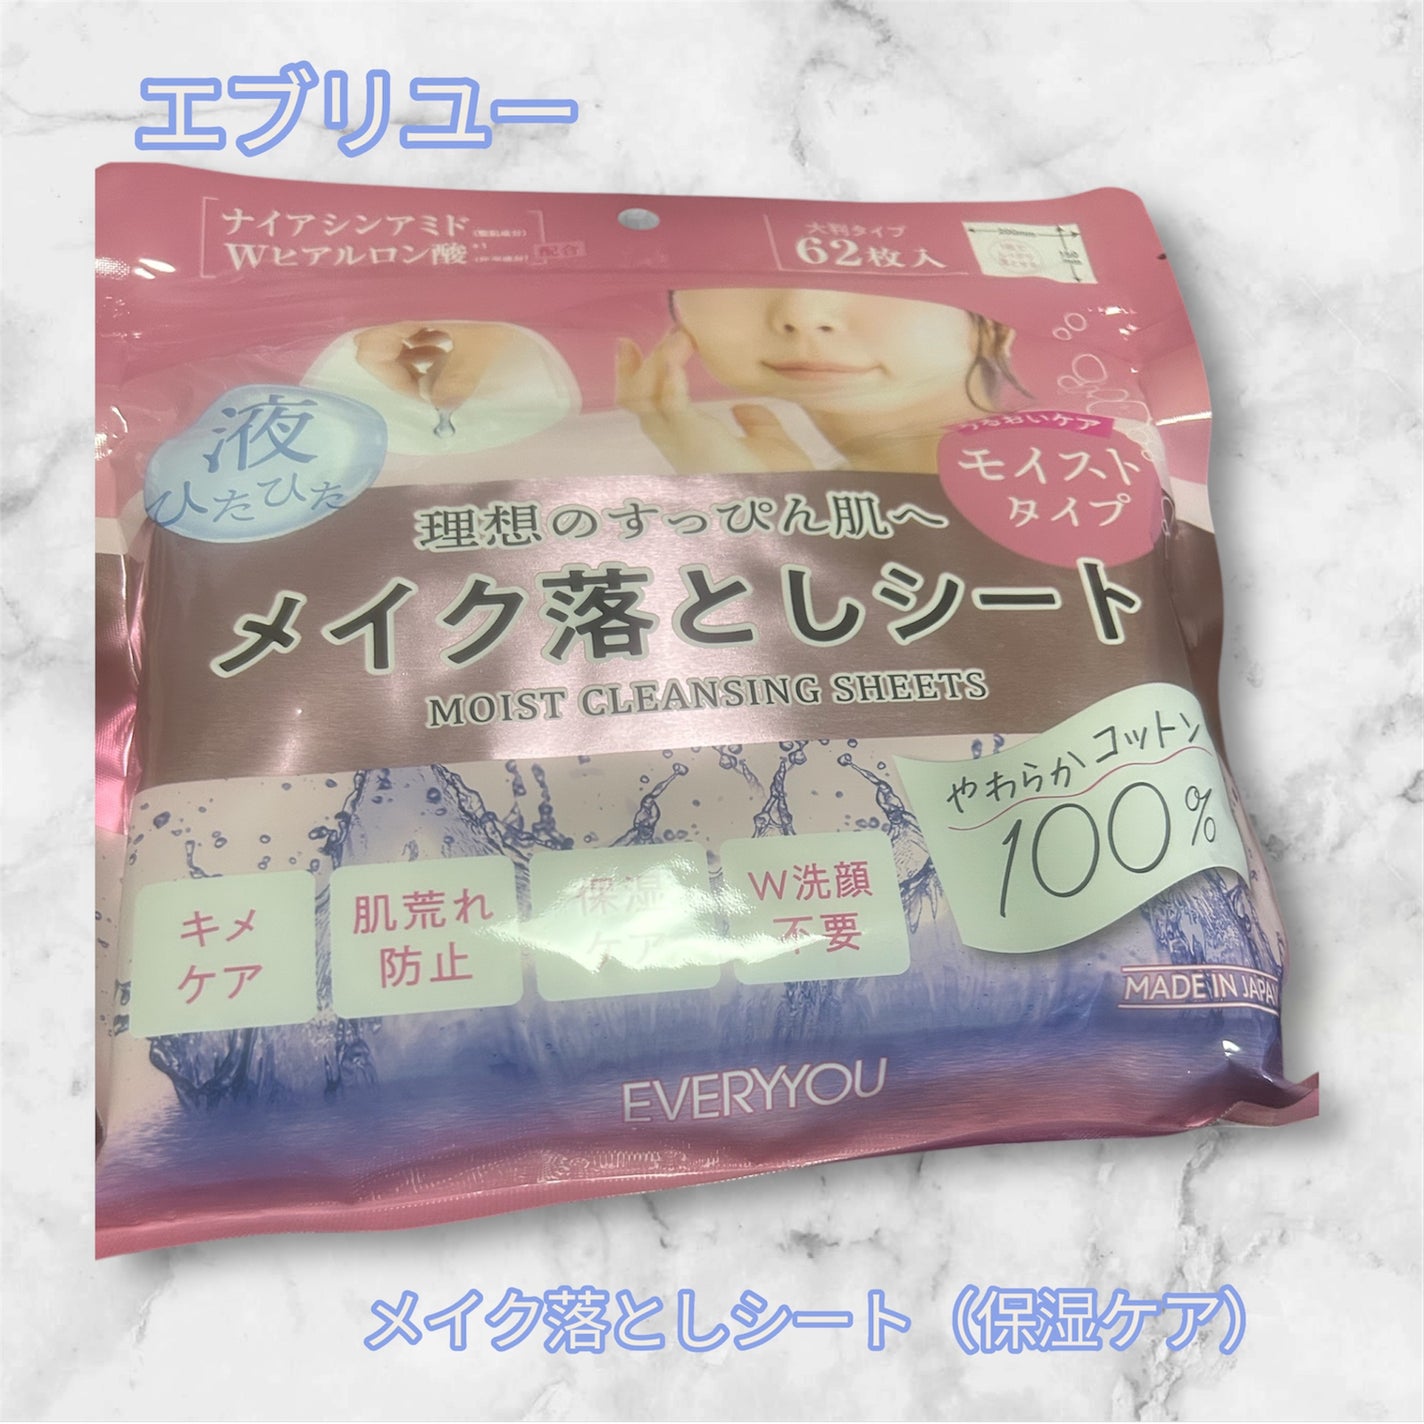 エブリユー
ナイアシンアミド
Wヒアルロン酸
配合
大判タイプ
62枚入
200mm
液
ひたひた
うるおいケア
モイスト
タイプ
理想のすっぴん肌へ
メイク落としシート
MOIST CLEANSING SHEETS
やわらかコットン
100%
キメ
ケア
肌荒れ
防止
保湿
ケア
W洗顔
不要
MADE IN JAPAN
EVERYYOU
メイク落としシート（保湿ケア）